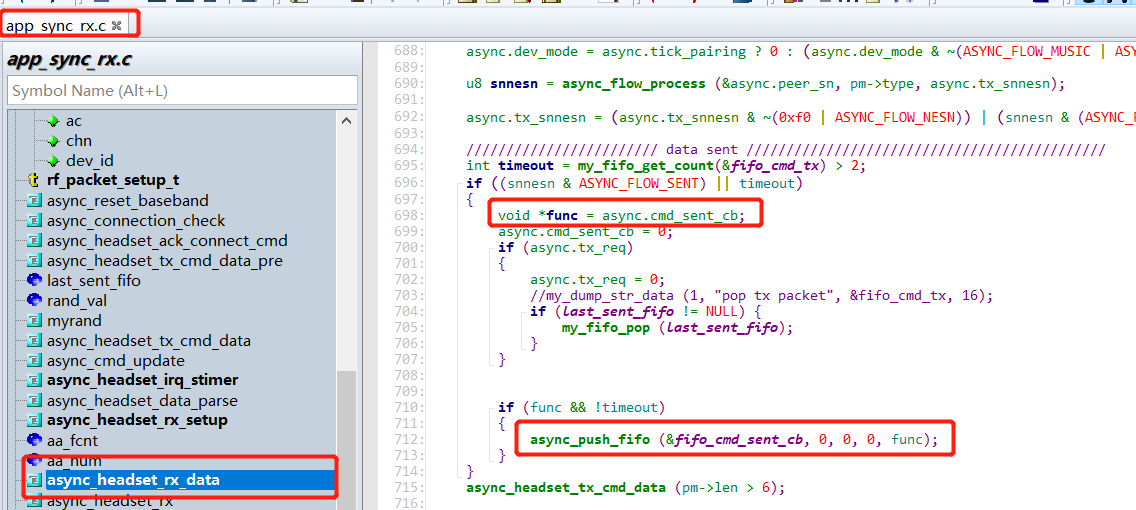 app_sync_rx.c
app_sync_rx.c
Symbol Name (Alt+L)
ac
chn
dev_id
rf_packet_setup_t
async_reset_baseband
async_connection_check
async_headset_ack_connect_cmd
async_headset_tx_cmd_data_pre
last_sent_fifo
rand_val
myrand
async_headset_tx_cmd_data
async_cmd_update
async_headset_irq_stimer
async_headset_data_parse
async_headset_rx_setup
aa_fcnt
aa_num
async_headset_rx_data
async_headset_rx
688: async.dev_mode = async.tick_pairing ? 0 : (async.dev_mode & ~(ASYNC_FLOW_MUSIC | ASY
689:
690: u8 snnesn = async_flow_process (&async.peer_sn, pm->type, async.tx_snnesn);
691:
692: async.tx_snnesn = (async.tx_snnesn & ~(0xf0 | ASYNC_FLOW_NESN)) | (snnesn & (ASYNC_F
693:
694: //////////////////////// data sent /////////////////////////////////////////////
695: int timeout = my_fifo_get_count(&fifo_cmd_tx) > 2;
696: if ((snnesn & ASYNC_FLOW_SENT) || timeout)
697: {
698: void *func = async.cmd_sent_cb;
699: async.cmd_sent_cb = 0;
700: if (async.tx_req)
701: {
702: async.tx_req = 0;
703: //my_dump_str_data (1, "pop tx packet", &fifo_cmd_tx, 16);
704: if (last_sent_fifo != NULL) {
705: my_fifo_pop (last_sent_fifo);
706: }
707: }
708:
709:
710: if (func && !timeout)
711: {
712: async_push_fifo (&fifo_cmd_sent_cb, 0, 0, 0, func);
713: }
714: }
715: async_headset_tx_cmd_data (pm->len > 6);
716: